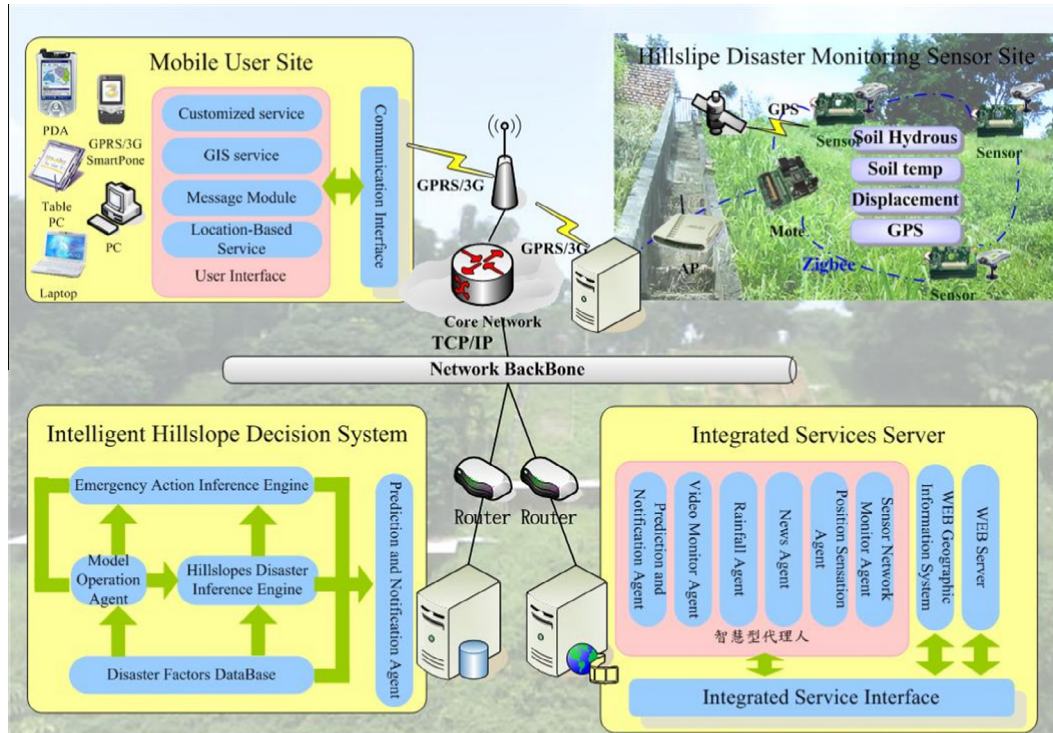 Mobile User Site
PDA
GPRS/3G
SmartPone
Table
PC
PC
Laptop
Customized service
GIS service
Message Module
Location-Based
Service
User Interface
Communication Interface
GPRS/3G
GPRS/3G
Core Network
TCP/IP
Network BackBone
Hillslipe Disaster Monitoring Sensor Site
GPS
Sensor
Sensor
Soil Hydrous
Soil temp
Displacement
GPS
Mote
AP
Zigbee
Sensor
Intelligent Hillslope Decision System
Emergency Action Inference Engine
Model
Operation
Agent
Hillslopes Disaster
Inference Engine
Disaster Factors DataBase
Prediction and Notification Agent
Router
Router
Integrated Services Server
Prediction and
Notification Agent
Video Monitor Agent
Rainfall Agent
News Agent
Position Sensation
Agent
Sensor Network
Monitor Agent
WEB Geographic
Information System
WEB Server
智慧型代理人
Integrated Service Interface